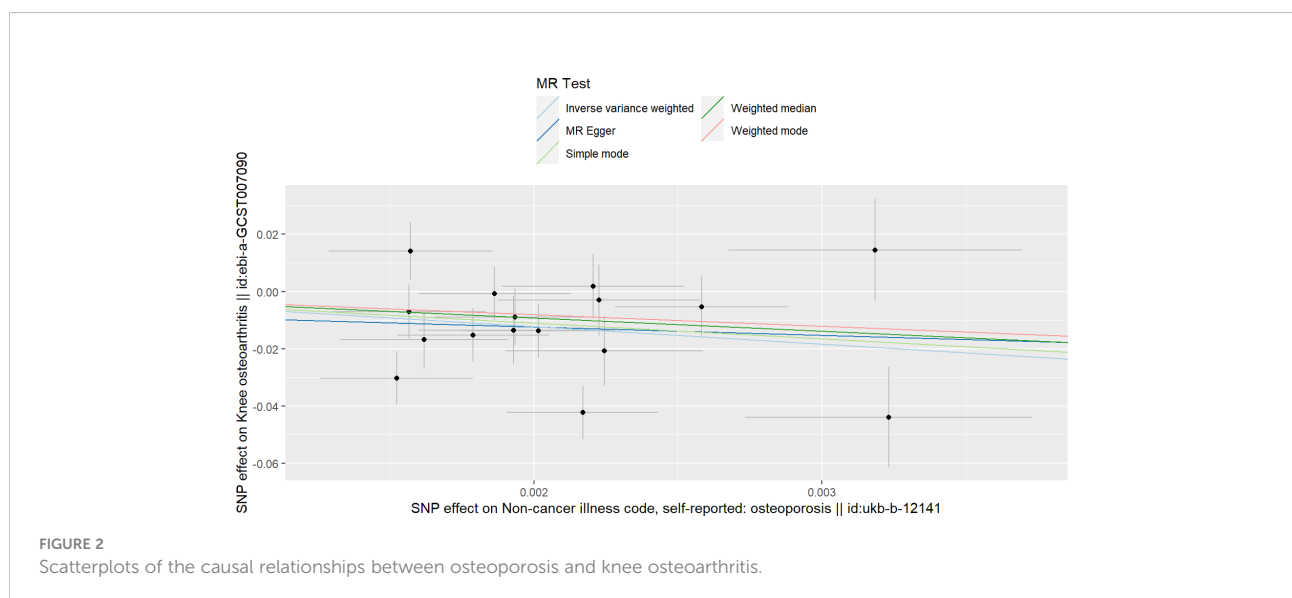 MR Test
Inverse variance weighted
Weighted median
MR Egger
Weighted mode
Simple mode
SNP effect on Knee osteoarthritis || id:ebi-a-GCST007090
0.02
0.00
-0.02
-0.04
-0.06
0.002
0.003
SNP effect on Non-cancer illness code, self-reported: osteoporosis || id:ukb-b-12141
FIGURE 2
Scatterplots of the causal relationships between osteoporosis and knee osteoarthritis.